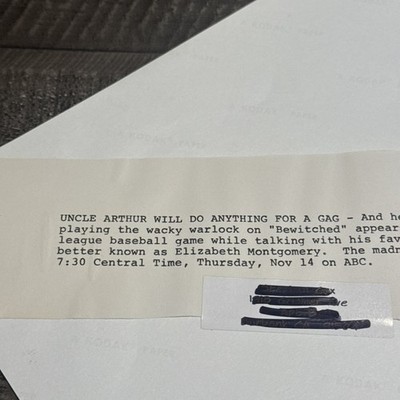 UNCLE ARTHUR WILL DO ANYTHING FOR A GAG - And he
playing the wacky warlock on "Bewitched" appear
league baseball game while talking with his fav
better known as Elizabeth Montgomery. The madn
7:30 Central Time, Thursday, Nov 14 on ABC.